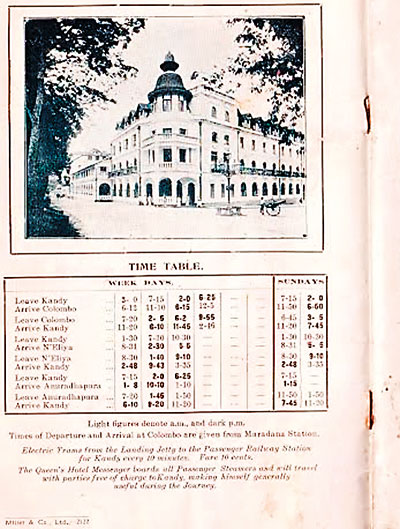 TIME TABLE.
WEEK DAYS. SUNDAYS
Leave Kandy ... 3- 0 7-15 2-0 6-25 — — 7-15 2- 0
Arrive Colombo ... 6-12 11-10 6-15 12-5 — — 11-50 6-50
Leave Colombo ... 7-20 2- 5 6-2 9-55 — — 6-45 3- 5
Arrive Kandy ... 11-20 6-10 11-45 2-16 — — 11-20 7-45
Leave Kandy ... 1-30 7-20 10-30 — — — 1-30 10-30
Arrive N'Eliya ... 8-31 2-30 5 5 — — — 8-31 5- 5
Leave N'Eliya ... 8-30 1-40 9-10 — — — 8-30 9-10
Arrive Kandy ... 2-48 9-43 3-35 — — — 2-48 3-35
Leave Kandy ... 7-15 2-0 6-25 — — — 7-15
Arrive Anuradhapura ... 1- 8 10-10 1-10 — — — 1-15
Leave Anuradhapura ... 7-20 1-45 1-50 — — — 11-50 1-50
Arrive Kandy ... 6-10 8-20 11-20 — — — 7-45 11-20
Light figures denote a.m., and dark p.m.
Times of Departure and Arrival at Colombo are given from Maradana Station.
Electric Trams from the Landing Jetty to the Passenger Railway Station
for Kandy every 10 minutes. Fare 10 cents.
The Queen's Hotel Messenger boards all Passenger Steamers and will travel
with parties free of charge to Kandy, making himself generally
useful during the Journey.
& Co., Ltd.,